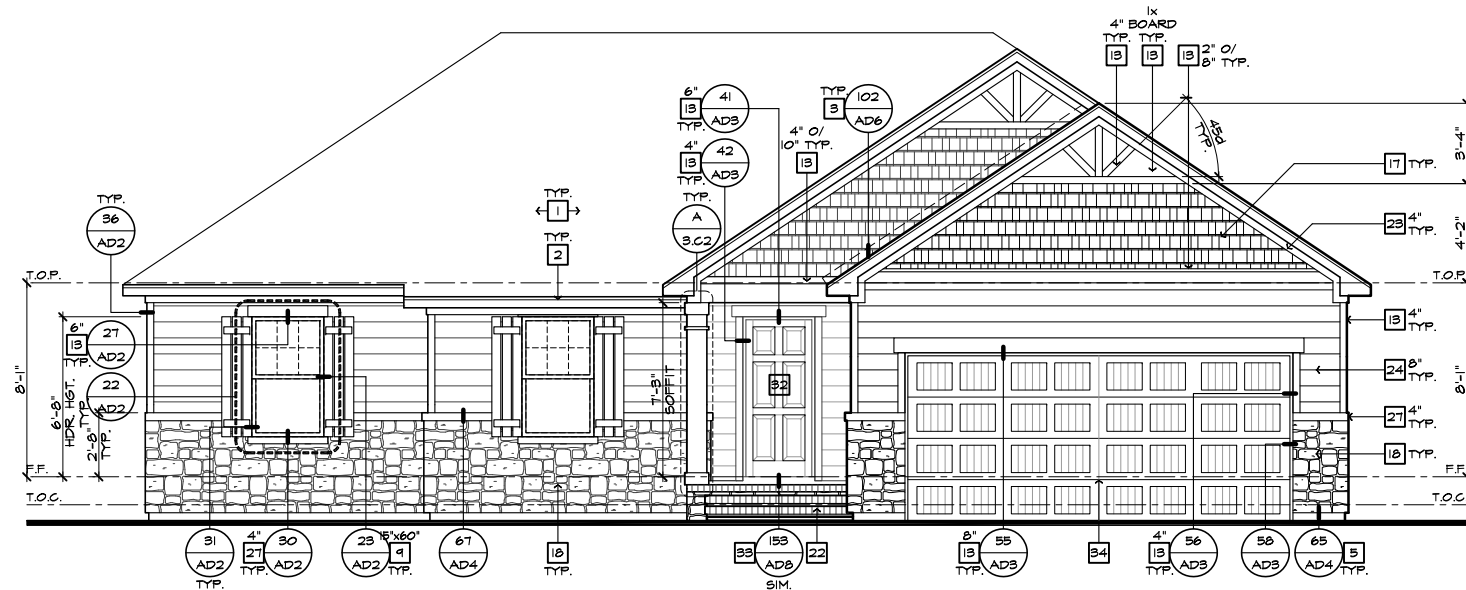 1x
4" BOARD
TYP.
13
TYP.
13
13
2" O/
8" TYP.
45d
TYP.
3'-4"
4'-2"
6"
13
TYP.
41
AD3
TYP.
3
102
AD6
4"
13
TYP.
42
AD3
4" O/
10" TYP.
13
17 TYP.
TYP.
36
AD2
TYP.
1
TYP.
2
TYP.
A
3.C2
23
4"
TYP.
T.O.P.
T.O.P.
6"
13
TYP.
27
AD2
22
AD2
TYP.
8'-1"
6'-8"
HDR. HGT.
2'-8"
TYP.
7'-3"
SOFFIT
32
13
4"
TYP.
24
8"
TYP.
8'-1"
27
4"
TYP.
18 TYP.
F.F.
F.F.
T.O.C.
T.O.C.
31
AD2
TYP.
4"
27
TYP.
30
AD2
23
AD2
15"x60"
9
TYP.
67
AD4
18
TYP.
33
153
AD8
SIM.
22
8"
13
TYP.
55
AD3
34
4"
13
TYP.
56
AD3
58
AD3
65
AD4
5
TYP.